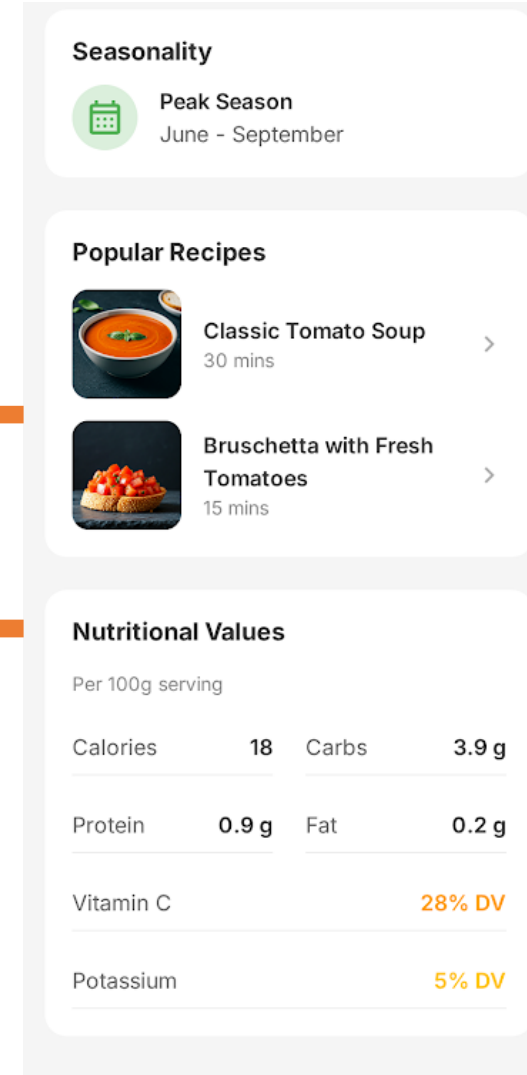 Seasonality
Peak Season
June - September
Popular Recipes
Classic Tomato Soup
30 mins
Bruschetta with Fresh
Tomatoes
15 mins
Nutritional Values
Per 100g serving
Calories 18 Carbs 3.9 g
Protein 0.9 g Fat 0.2 g
Vitamin C 28% DV
Potassium 5% DV